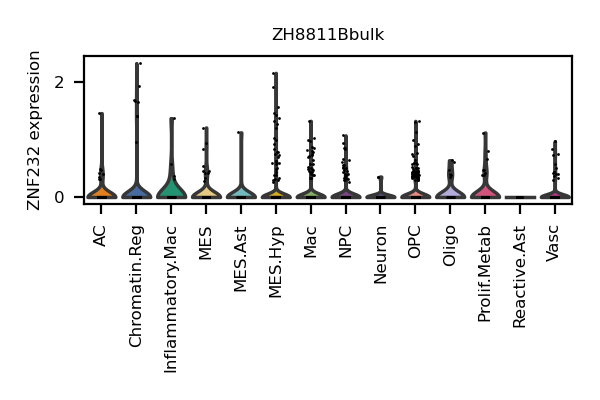 ZH8811Bbulk
ZNF232 expression
2
0
AC
Chromatin.Reg
Inflammatory.Mac
MES
MES.Ast
MES.Hyp
Mac
NPC
Neuron
OPC
Oligo
Prolif.Metab
Reactive.Ast
Vasc